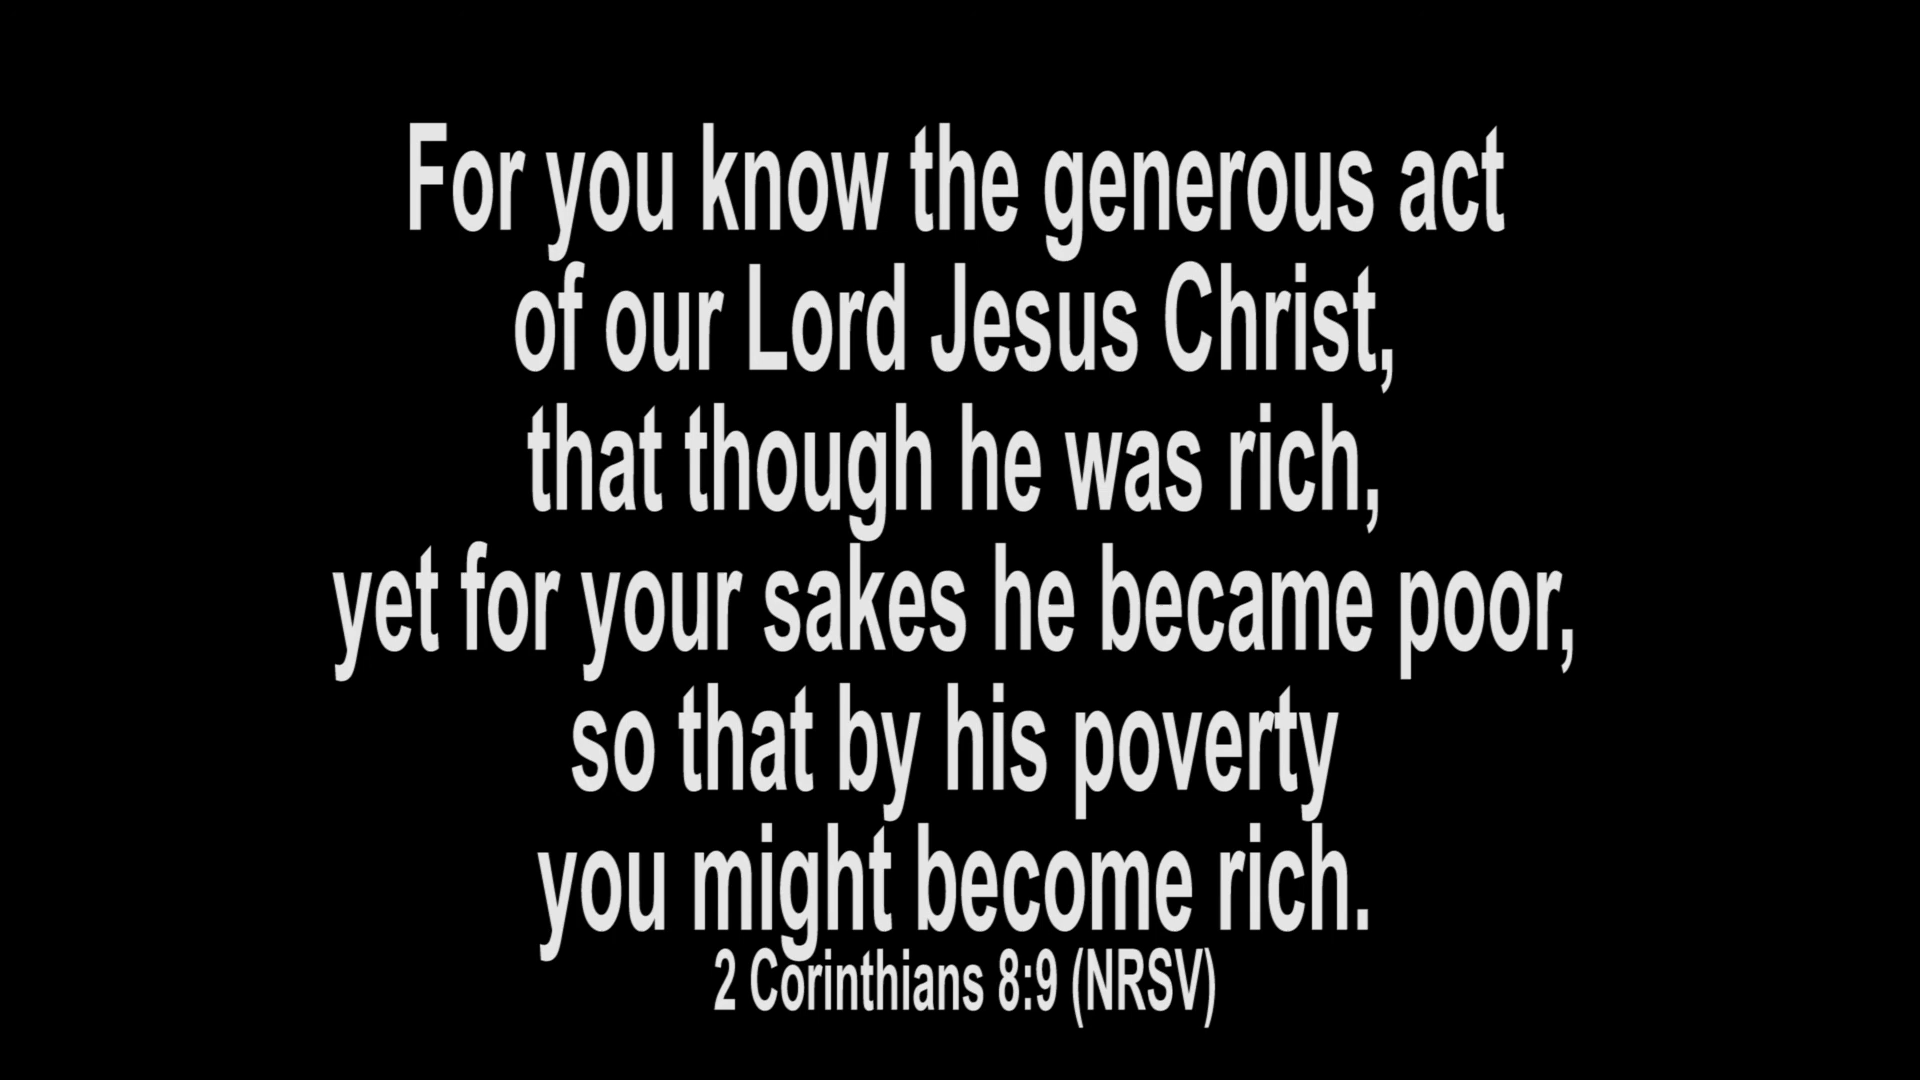 For you know the generous act
of our Lord Jesus Christ,
that though he was rich,
yet for your sakes he became poor,
so that by his poverty
you might become rich.
2 Corinthians 8:9 (NRSV)